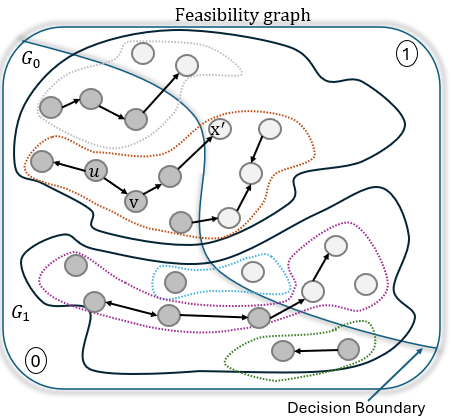 Feasibility graph
G₀
1
x′
u
v
G₁
0
Decision Boundary